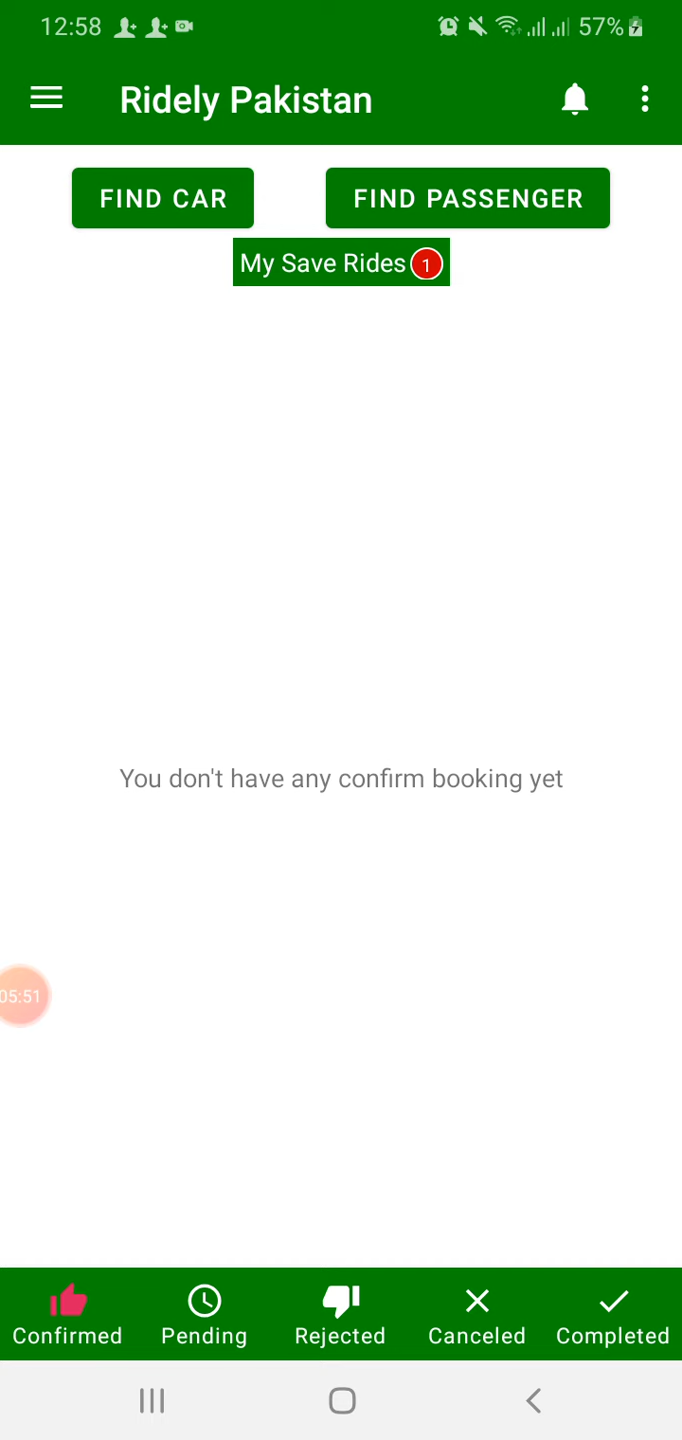 12:58 57%
Ridely Pakistan
FIND CAR FIND PASSENGER
My Save Rides 1
You don't have any confirm booking yet
05:51
Confirmed Pending Rejected Canceled Completed